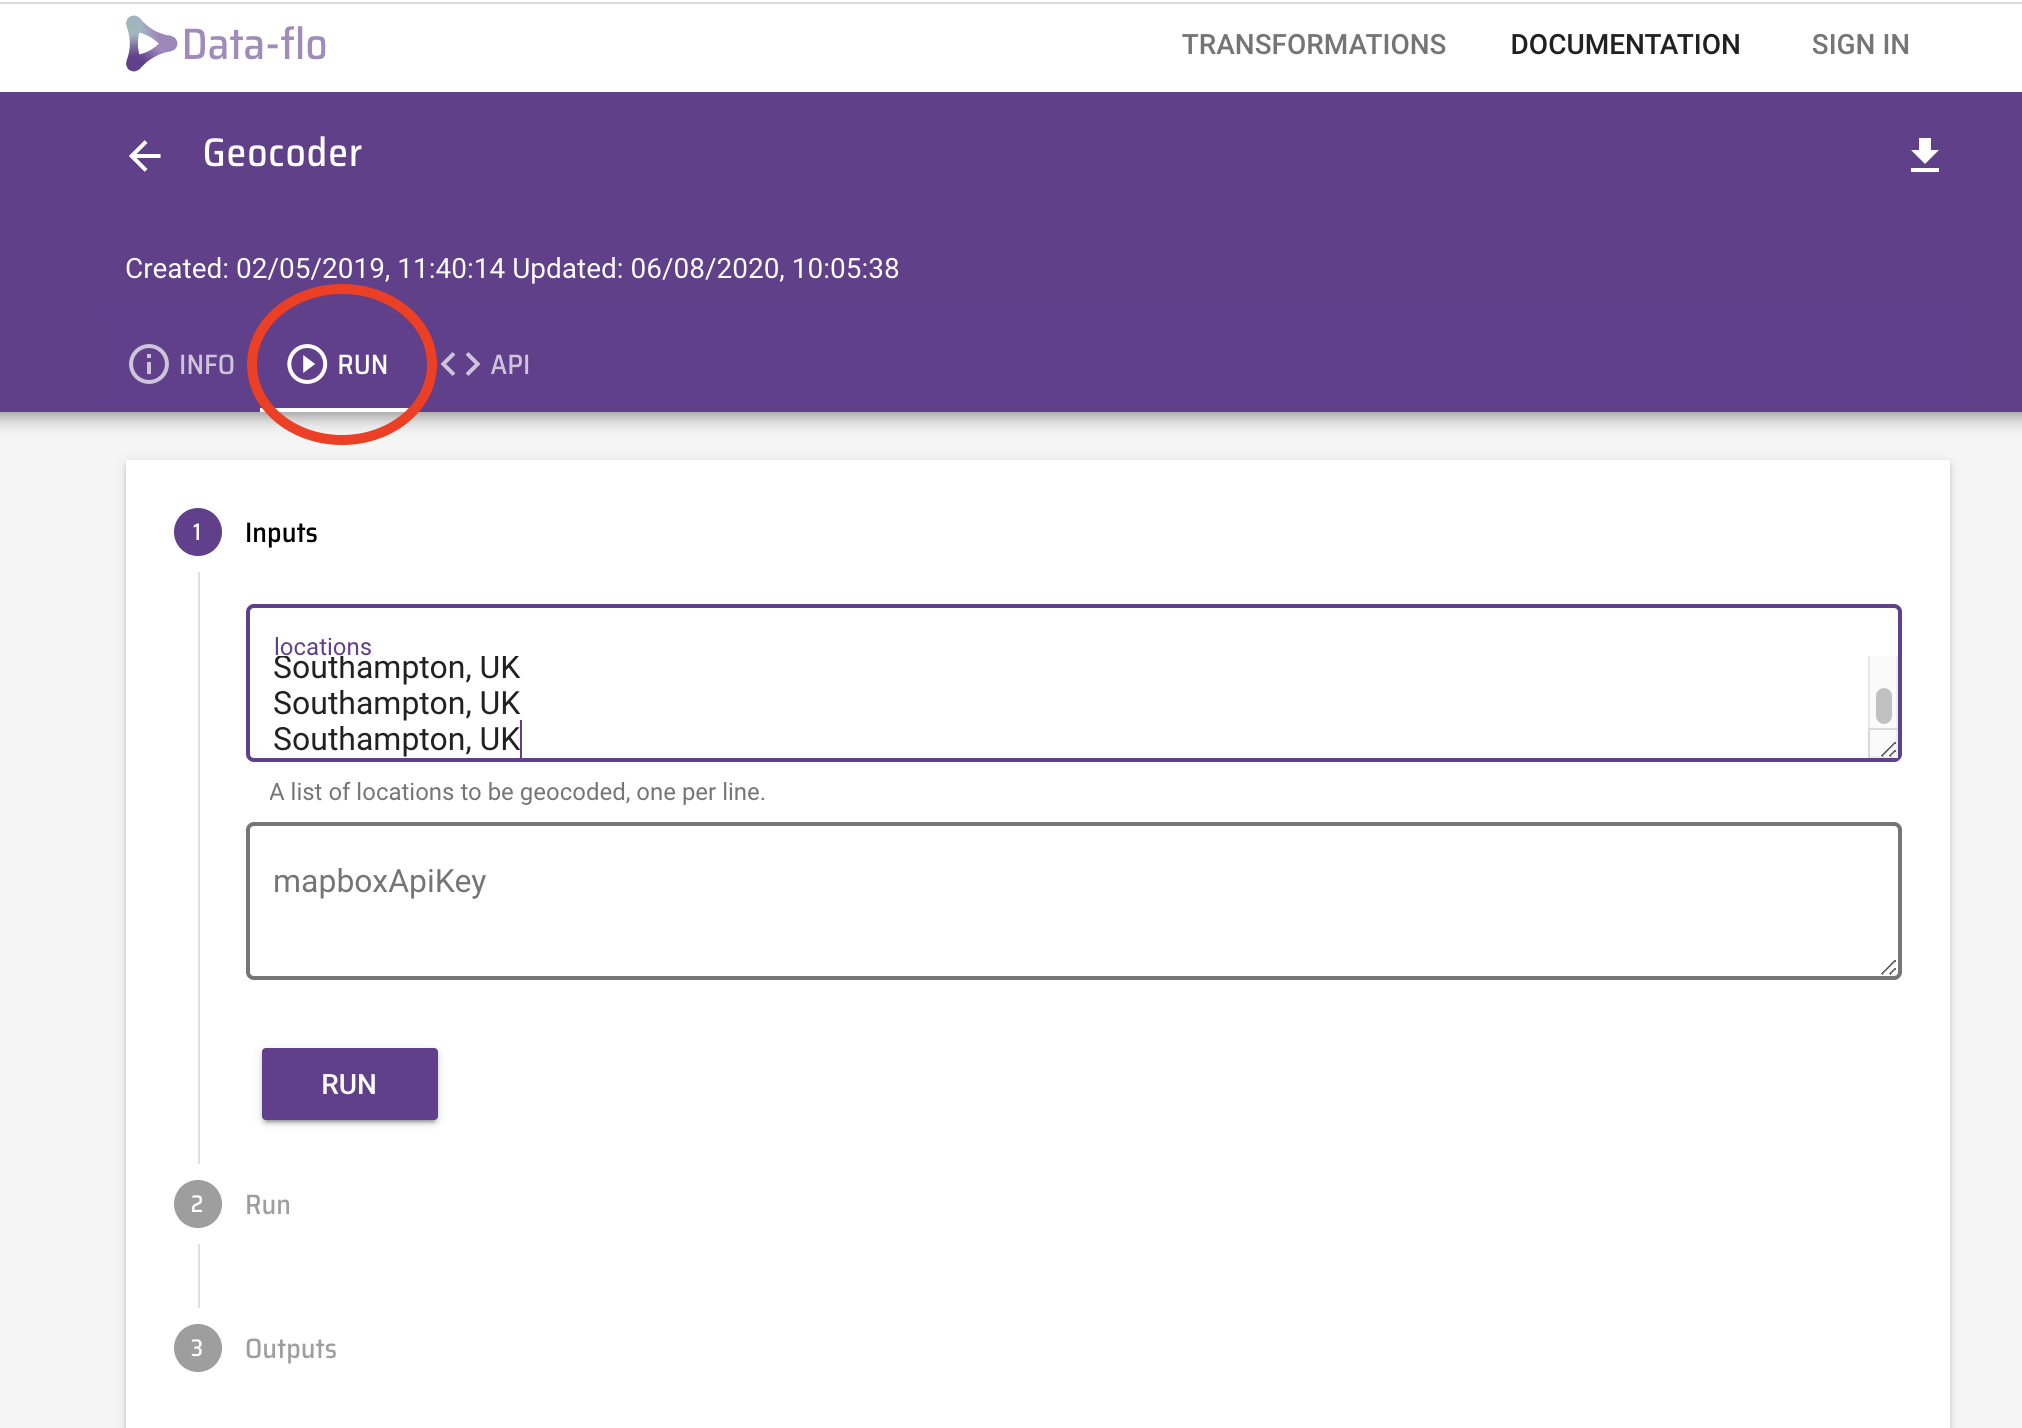 Data-flo
TRANSFORMATIONS DOCUMENTATION SIGN IN
Geocoder
Created: 02/05/2019, 11:40:14 Updated: 06/08/2020, 10:05:38
INFO RUN API
1 Inputs
locations
Southampton, UK
Southampton, UK
Southampton, UK
A list of locations to be geocoded, one per line.
mapboxApiKey
RUN
2 Run
3 Outputs